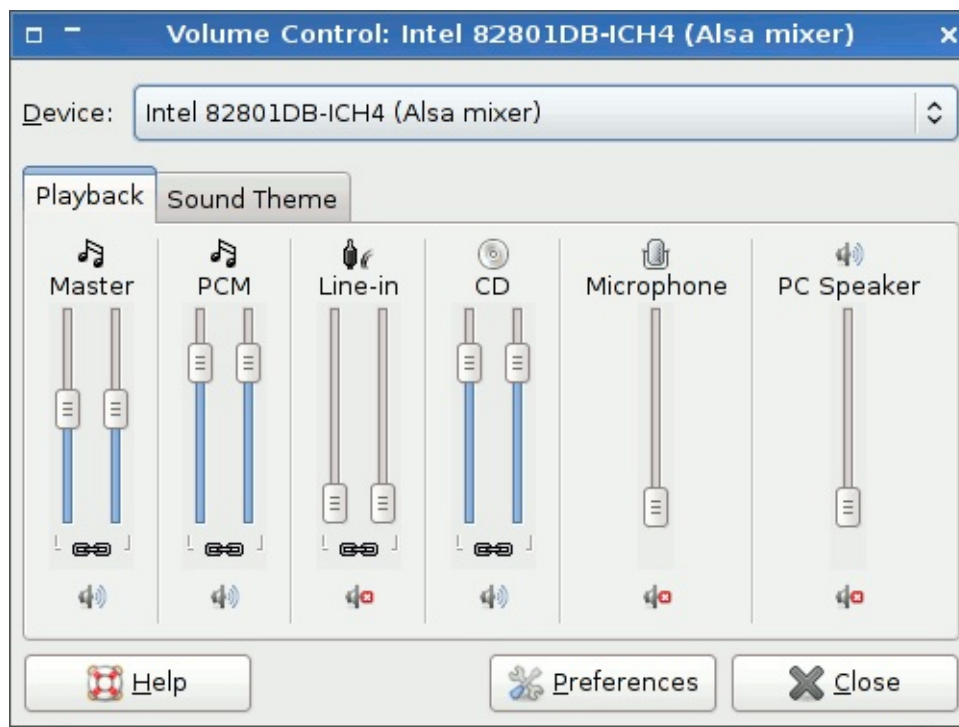 Volume Control: Intel 82801DB-ICH4 (Alsa mixer)
Device: Intel 82801DB-ICH4 (Alsa mixer)
Playback Sound Theme
Master PCM Line-in CD Microphone PC Speaker
Help Preferences Close